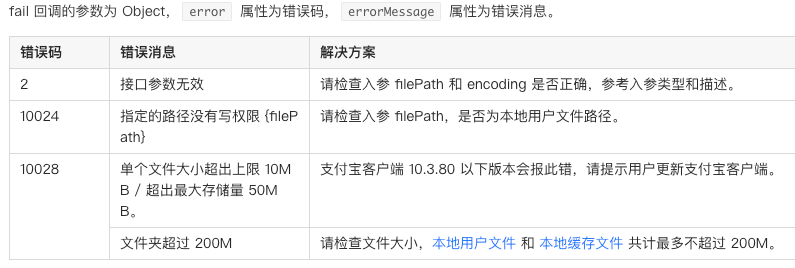 fail 回调的参数为 Object， error 属性为错误码， errorMessage 属性为错误消息。
错误码 错误消息 解决方案
2 接口参数无效 请检查入参 filePath 和 encoding 是否正确，参考入参类型和描述。
10024 指定的路径没有写权限 {fileP 请检查入参 filePath，是否为本地用户文件路径。
ath}
10028 单个文件大小超出上限 10M 支付宝客户端 10.3.80 以下版本会报此错，请提示用户更新支付宝客户端。
B / 超出最大存储量 50M
B。
文件夹超过 200M 请检查文件大小，本地用户文件 和 本地缓存文件 共计最多不超过 200M。